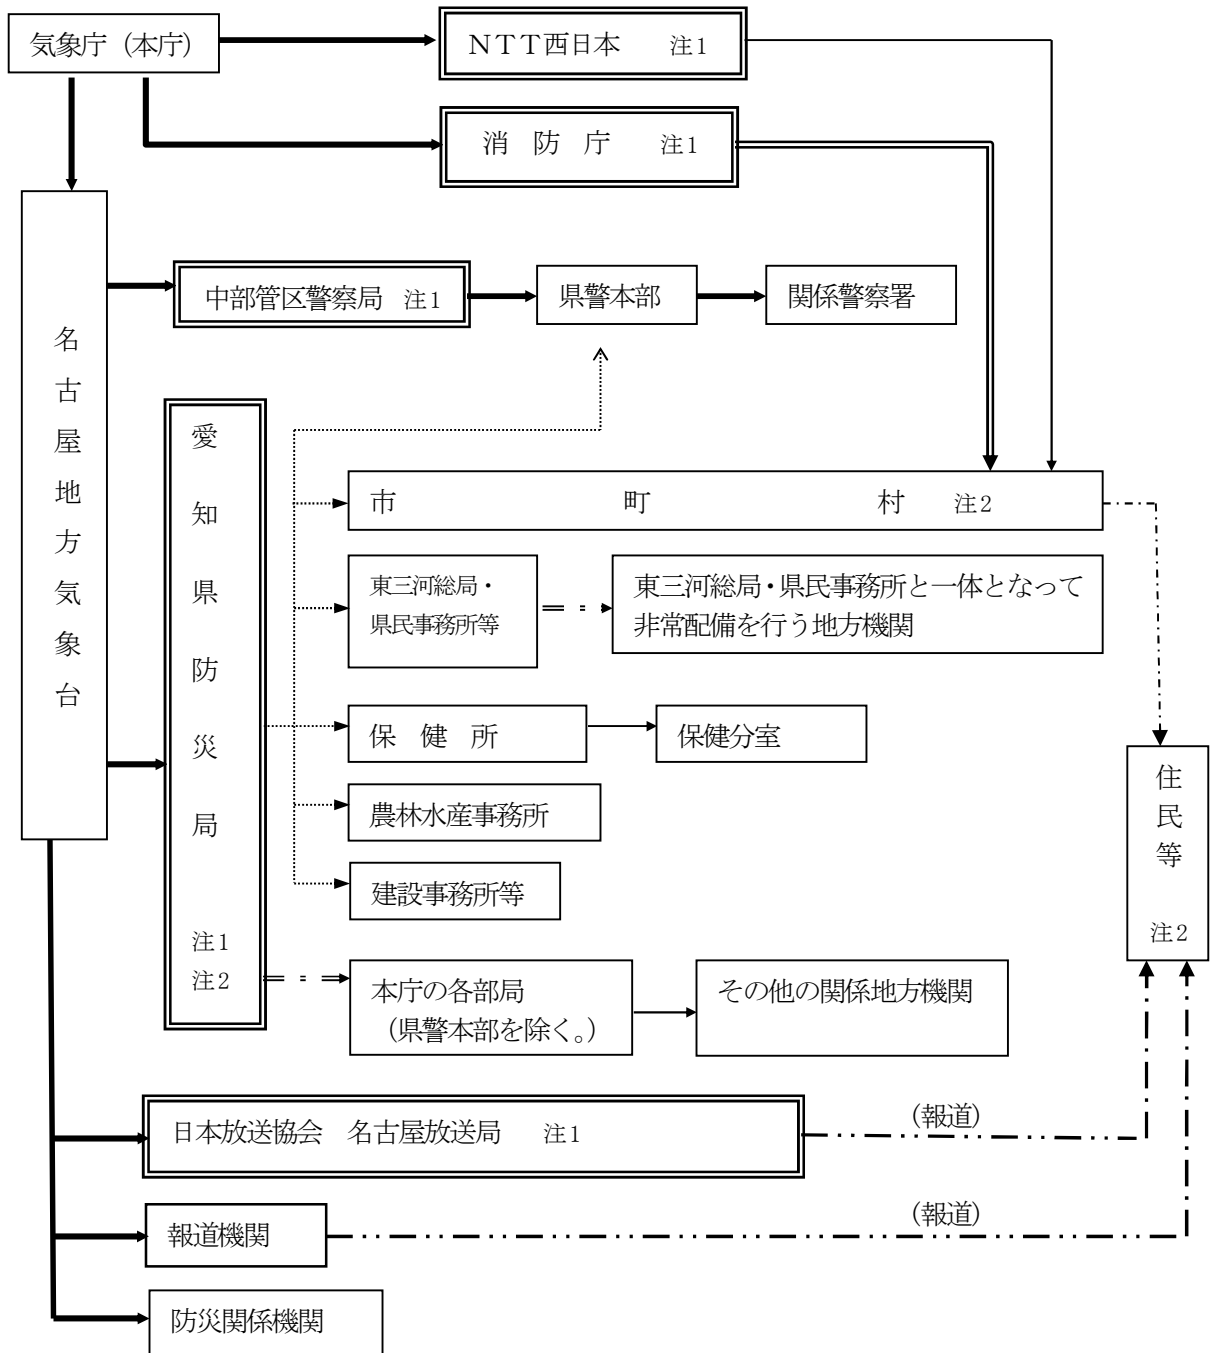 気象庁（本庁）
ＮＴＴ西日本　注1
消　防　庁　注1
中部管区警察局　注1
県警本部
関係警察署
名古屋地方気象台
愛知県防災局
注1
注2
市　町　村　注2
東三河総局・
県民事務所等
東三河総局・県民事務所と一体となって
非常配備を行う地方機関
保　健　所
保健分室
農林水産事務所
建設事務所等
住民等
注2
本庁の各部局
（県警本部を除く。）
その他の関係地方機関
日本放送協会　名古屋放送局　注1
（報道）
報道機関
（報道）
防災関係機関